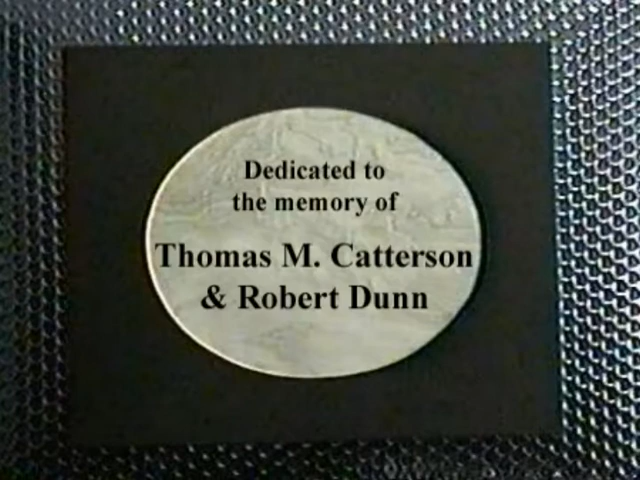 Dedicated to
the memory of
Thomas M. Catterson
& Robert Dunn